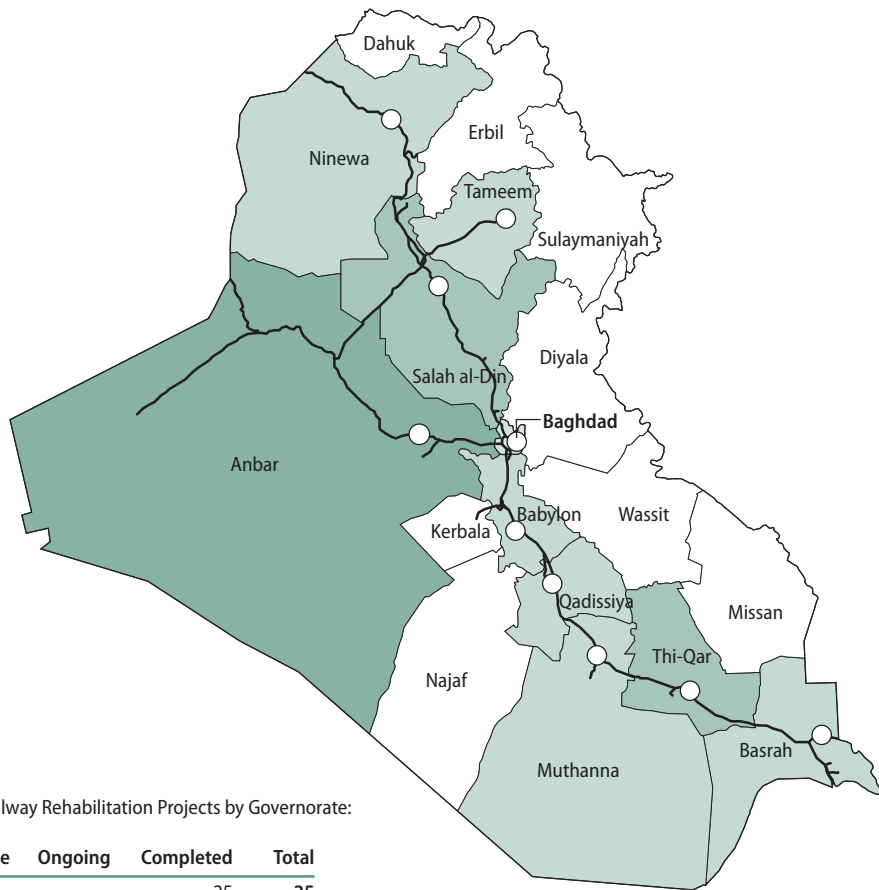 Dahuk
Erbil
Ninewa
Tameem
Sulaymaniyah
Diyala
Salah al-Din
Baghdad
Anbar
Wassit
Babylon
Kerbala
Qadissiya
Missan
Thi-Qar
Najaf
Basrah
Muthanna
lway Rehabilitation Projects by Governorate:
e Ongoing Completed Total